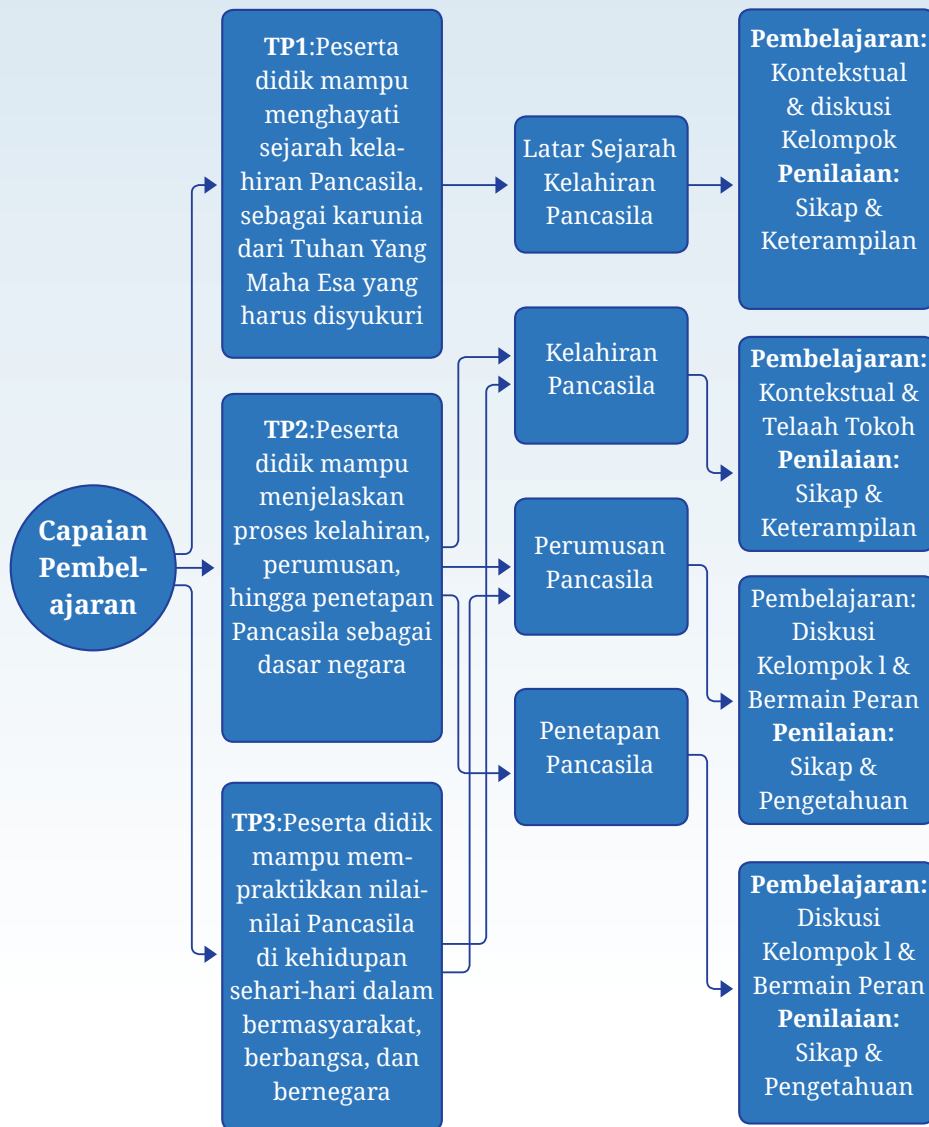 Capaian
Pembel-
ajaran
TP1:Peserta
didik mampu
menghayati
sejarah kela-
hiran Pancasila.
sebagai karunia
dari Tuhan Yang
Maha Esa yang
harus disyukuri
TP2:Peserta
didik mampu
menjelaskan
proses kelahiran,
perumusan,
hingga penetapan
Pancasila sebagai
dasar negara
TP3:Peserta didik
mampu mem-
praktikkan nilai-
nilai Pancasila
di kehidupan
sehari-hari dalam
bermasyarakat,
berbangsa, dan
bernegara
Latar Sejarah
Kelahiran
Pancasila
Kelahiran
Pancasila
Perumusan
Pancasila
Penetapan
Pancasila
Pembelajaran:
Kontekstual
& diskusi
Kelompok
Penilaian:
Sikap &
Keterampilan
Pembelajaran:
Kontekstual &
Telaah Tokoh
Penilaian:
Sikap &
Keterampilan
Pembelajaran:
Diskusi
Kelompok l &
Bermain Peran
Penilaian:
Sikap &
Pengetahuan
Pembelajaran:
Diskusi
Kelompok l &
Bermain Peran
Penilaian:
Sikap &
Pengetahuan